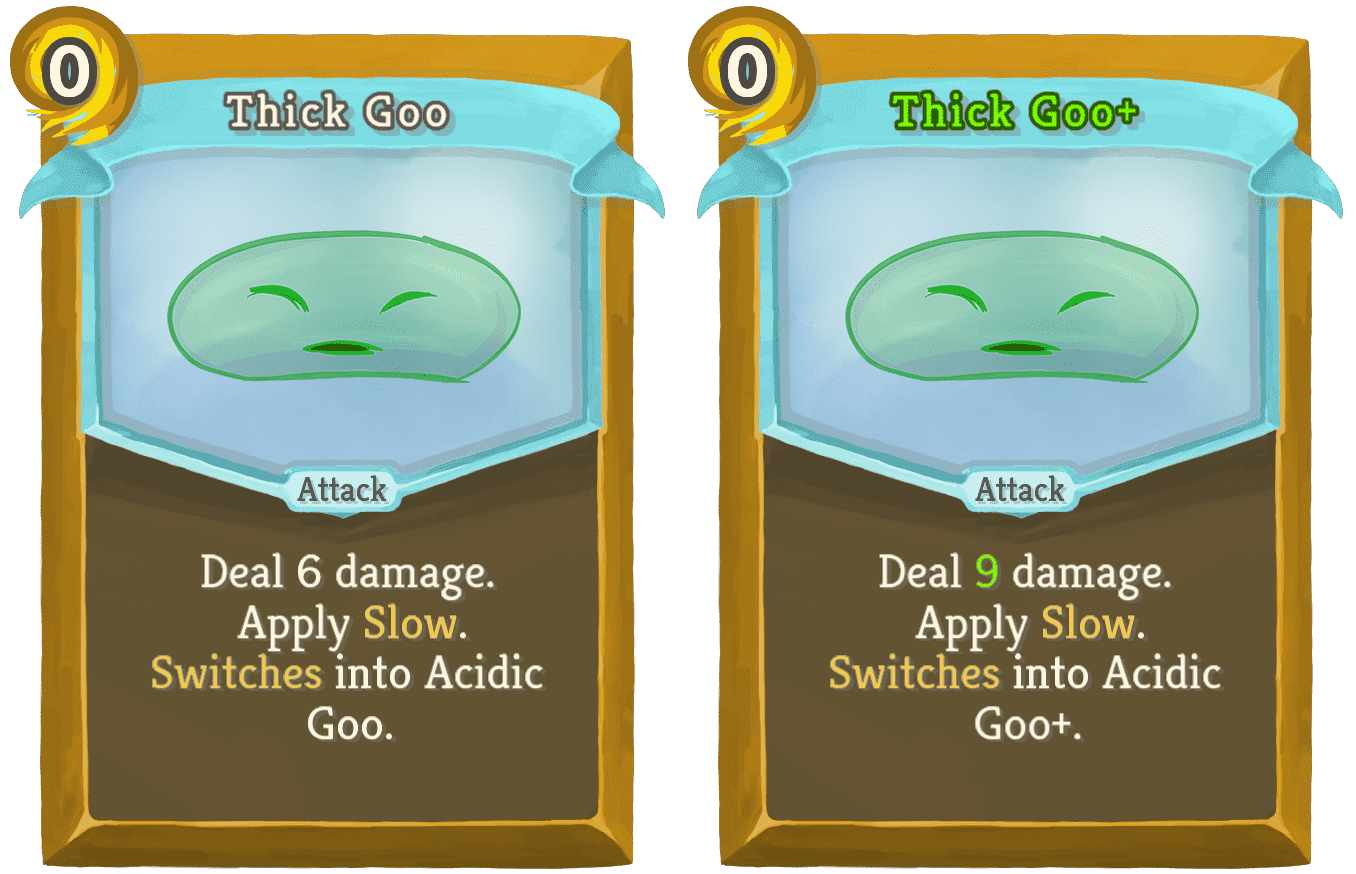 0
Thick Goo
Attack
Deal 6 damage.
Apply Slow.
Switches into Acidic
Goo.
0
Thick Goo+
Attack
Deal 9 damage.
Apply Slow.
Switches into Acidic
Goo+.